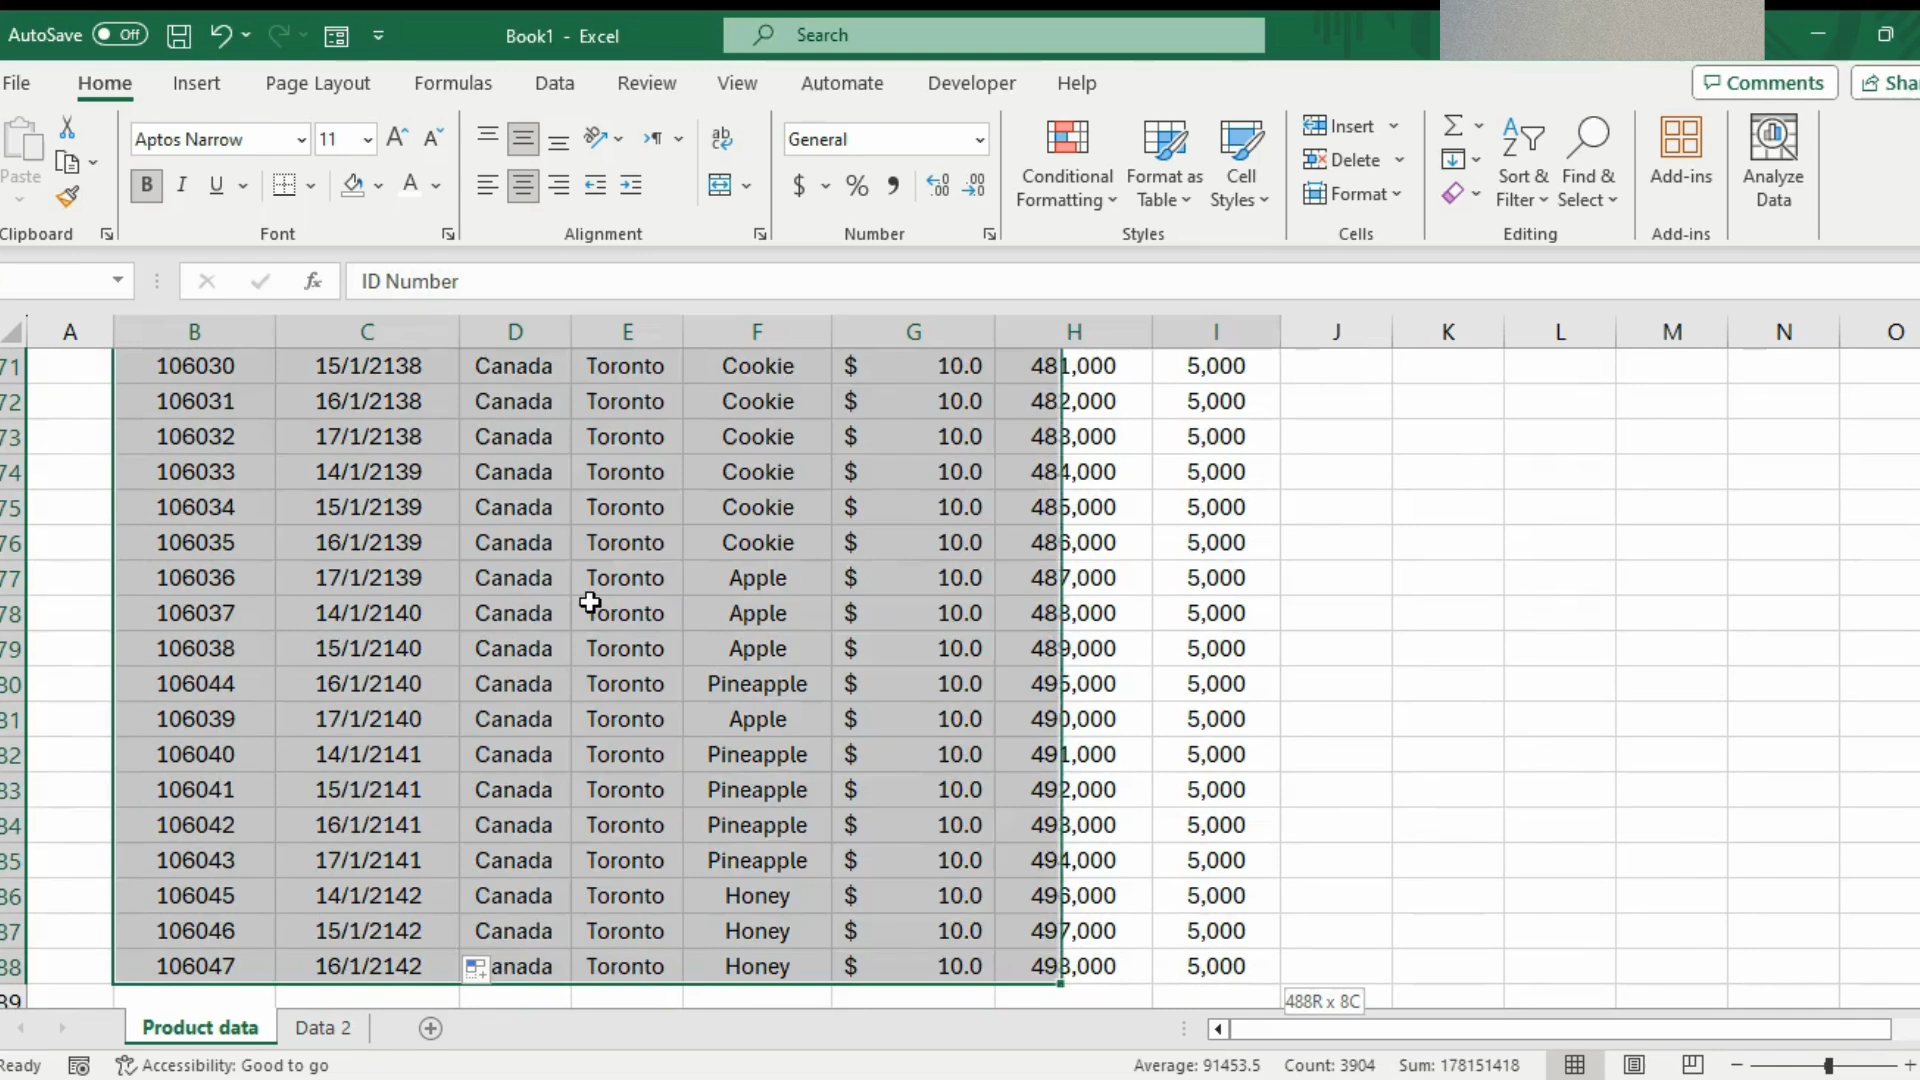 AutoSave Off Book1 - Excel Search
File Home Insert Page Layout Formulas Data Review View Automate Developer Help Comments Sha
Paste Aptos Narrow 11 General Conditional Formatting Format as Table Cell Styles Insert Delete Format Sort & Filter Find & Select Add-ins Analyze Data
B I U A ab $ % .00
Clipboard Font Alignment Number Styles Cells Editing Add-ins
fx ID Number
A B C D E F G H I J K L M N O
71 106030 15/1/2138 Canada Toronto Cookie $ 10.0 481,000 5,000
72 106031 16/1/2138 Canada Toronto Cookie $ 10.0 482,000 5,000
73 106032 17/1/2138 Canada Toronto Cookie $ 10.0 483,000 5,000
74 106033 14/1/2139 Canada Toronto Cookie $ 10.0 484,000 5,000
75 106034 15/1/2139 Canada Toronto Cookie $ 10.0 485,000 5,000
76 106035 16/1/2139 Canada Toronto Cookie $ 10.0 486,000 5,000
77 106036 17/1/2139 Canada Toronto Apple $ 10.0 487,000 5,000
78 106037 14/1/2140 Canada Toronto Apple $ 10.0 488,000 5,000
79 106038 15/1/2140 Canada Toronto Apple $ 10.0 489,000 5,000
80 106044 16/1/2140 Canada Toronto Pineapple $ 10.0 495,000 5,000
81 106039 17/1/2140 Canada Toronto Apple $ 10.0 490,000 5,000
82 106040 14/1/2141 Canada Toronto Pineapple $ 10.0 491,000 5,000
83 106041 15/1/2141 Canada Toronto Pineapple $ 10.0 492,000 5,000
84 106042 16/1/2141 Canada Toronto Pineapple $ 10.0 493,000 5,000
85 106043 17/1/2141 Canada Toronto Pineapple $ 10.0 494,000 5,000
86 106045 14/1/2142 Canada Toronto Honey $ 10.0 496,000 5,000
87 106046 15/1/2142 Canada Toronto Honey $ 10.0 497,000 5,000
88 106047 16/1/2142 anada Toronto Honey $ 10.0 498,000 5,000
89 488R x 8C
Product data Data 2
Ready Accessibility: Good to go Average: 91453.5 Count: 3904 Sum: 178151418